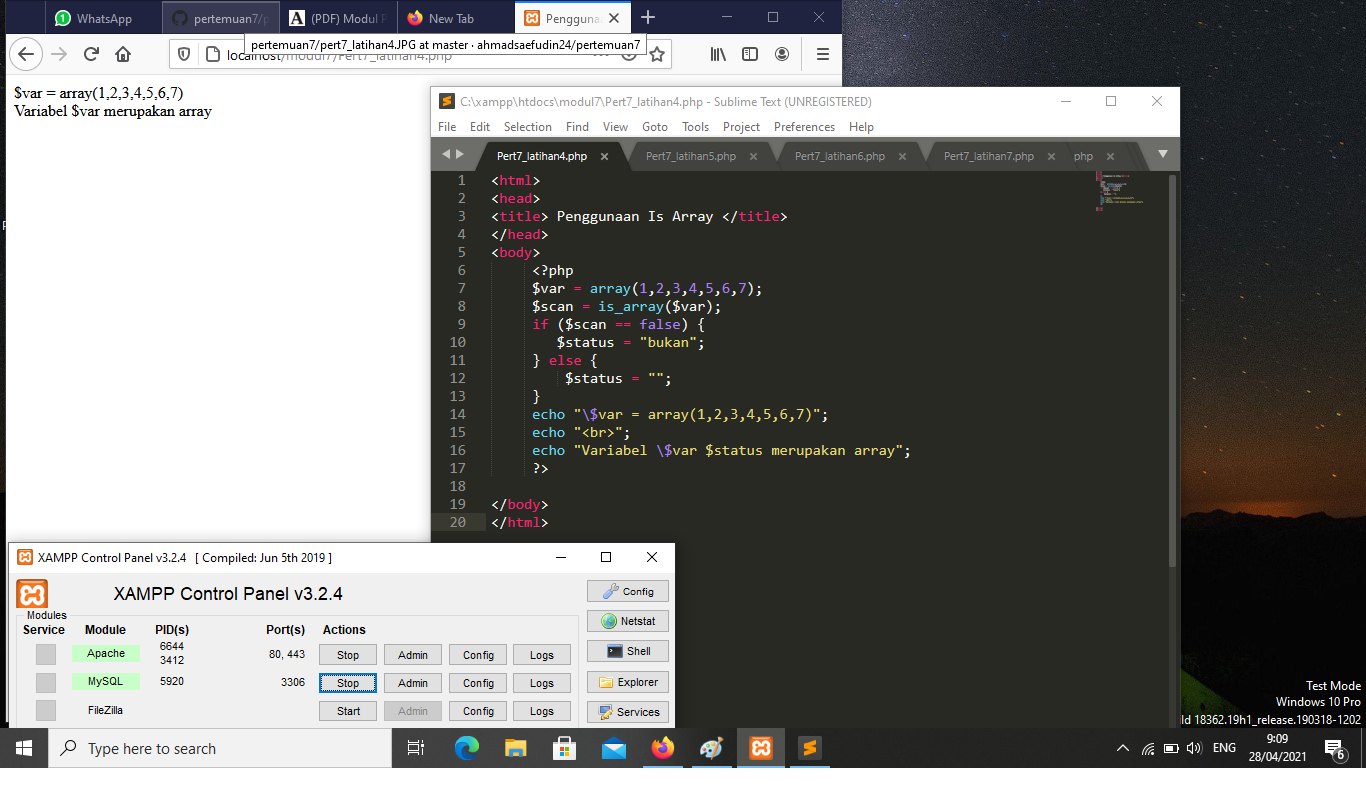 WhatsApp
pertemuan7/p
(PDF) Modul P
New Tab
Penggunaa
pertemuan7/pert7_latihan4.JPG at master · ahmadsaefudin24/pertemuan7
localhost/modul7/Pert7_latihan4.php
$var = array(1,2,3,4,5,6,7)
Variabel $var merupakan array
C:\xampp\htdocs\modul7\Pert7_latihan4.php - Sublime Text (UNREGISTERED)
File Edit Selection Find View Goto Tools Project Preferences Help
Pert7_latihan4.php Pert7_latihan5.php Pert7_latihan6.php Pert7_latihan7.php php
1 <html>
2 <head>
3 <title> Penggunaan Is Array </title>
4 </head>
5 <body>
6 <?php
7 $var = array(1,2,3,4,5,6,7);
8 $scan = is_array($var);
9 if ($scan == false) {
10 $status = "bukan";
11 } else {
12 $status = "";
13 }
14 echo "\$var = array(1,2,3,4,5,6,7)";
15 echo "<br>";
16 echo "Variabel \$var $status merupakan array";
17 ?>
18
19 </body>
20 </html>
XAMPP Control Panel v3.2.4 [ Compiled: Jun 5th 2019 ]
XAMPP Control Panel v3.2.4
Config
Modules
Service Module PID(s) Port(s) Actions
Netstat
Apache 6644 3412 80, 443 Stop Admin Config Logs
Shell
MySQL 5920 3306 Stop Admin Config Logs
Explorer
FileZilla Start Admin Config Logs
Services
Test Mode
Windows 10 Pro
ld 18362.19h1_release.190318-1202
Type here to search
ENG
9:09
28/04/2021
6